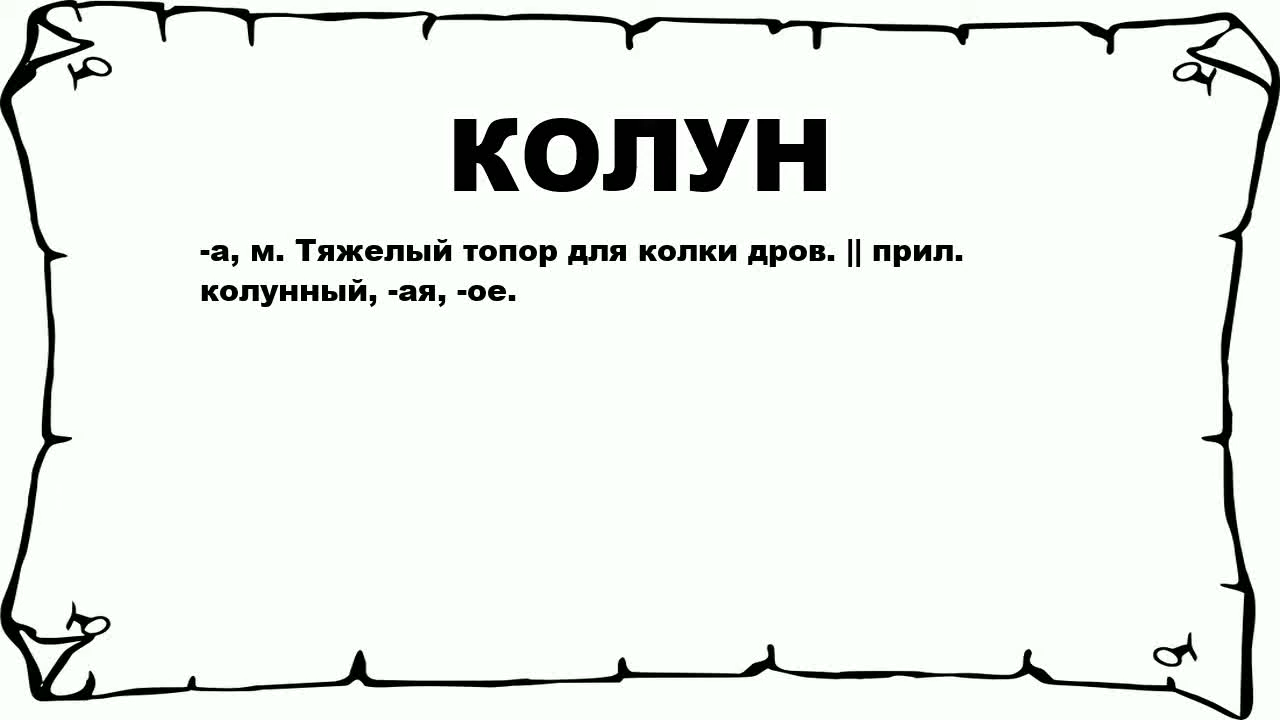 КОЛУН
-а, м. Тяжелый топор для колки дров. || прил.
колунный, -ая, -ое.